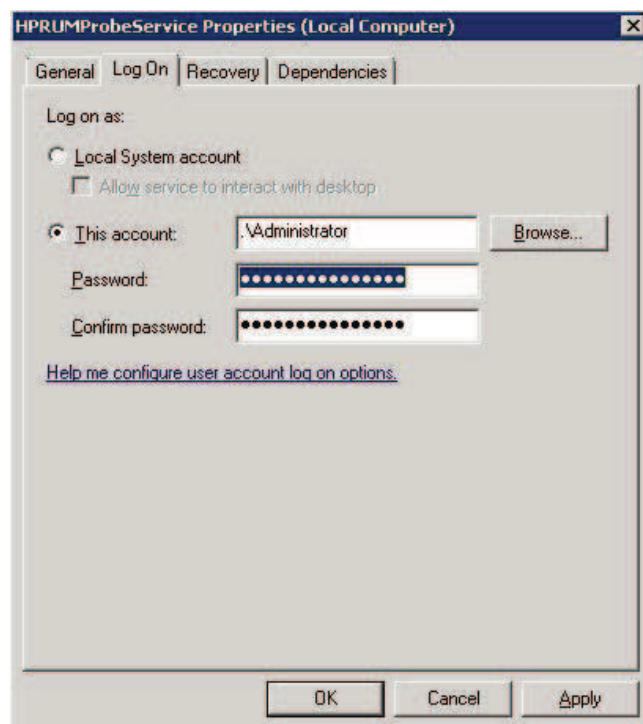 HPRUMProbeService Properties (Local Computer)
General Log On Recovery Dependencies
Log on as:
Local System account
Allow service to interact with desktop
This account: .\Administrator Browse...
Password: ●●●●●●●●●●●●●●●
Confirm password: ●●●●●●●●●●●●●●●
Help me configure user account log on options.
OK Cancel Apply